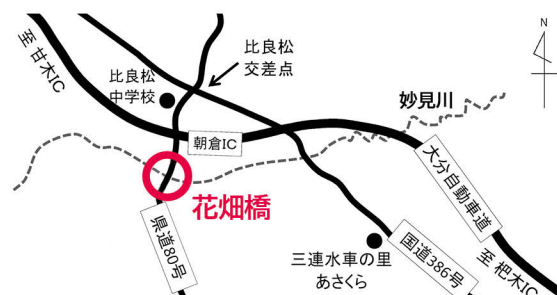 N
比良松
交差点
至 甘木IC
比良松
中学校
妙見川
朝倉IC
大分自動車道
花畑橋
県道80号
三連水車の里
あさくら
国道386号
至 杷木IC